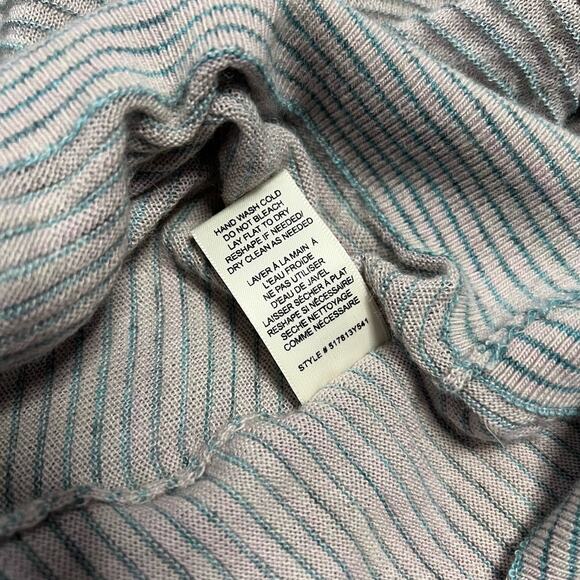 HAND WASH COLD
DO NOT BLEACH
LAY FLAT TO DRY
RESHAPE IF NEEDED/
DRY CLEAN AS NEEDED
LAVER À LA MAIN À
L'EAU FROIDE
NE PAS UTILISER
D'EAU DE JAVEL
LAISSER SÉCHER À PLAT
RESHAPE SI NÉCESSAIRE/
SECHE NETTOYAGE
COMME NÉCESSAIRE
STYLE # 517613Y541